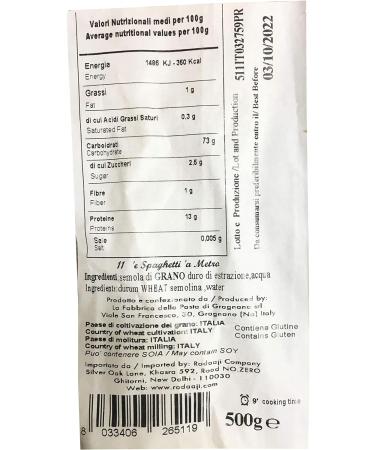 Valori Nutrizionali medi per 100g
Average nutritional values per 100g
Energie 1486 KJ - 350 Kcal
Energy
Grassi 1 g
Fat
di cui Acidi Grassi Saturi 0,3 g
Saturated Fat
Carboidrati 73 g
Carbohydrate
di cui Zuccheri 2,6 g
Sugar
Fibre 1 g
Fiber
Proteine 13 g
Proteins
Sale 0,005 g
Salt
Lotto e Produzione /Lot and Production 5111T032759PR
Da consumarsi preferibilmente entro il/ Best Before 03/10/2022
11 'e Spaghetti 'a Metro
Ingredienti:semola di GRANO duro di estrazione,acqua
Ingredients:durum WHEAT semolina ,water
Prodotto e confezionato da / Produced by:
La Fabbrica della Pasta di Gragnano srl
Viale San Francesco, 30, Gragnano (Na) Italy
Paese di coltivazione del grano: ITALIA
Country of wheat cultivation: ITALY
Paese di molitura: ITALIA
Country of wheat milling: ITALY
Puo' contenere SOIA / May contain SOY
Contiene Glutine
Contains Gluten
Importato da / Imported by: Rodaaji Company
Silver Oak Lane, Khasra 592, Road NO.ZERO
Ghitorni, New Delhi - 110030
Web: www.rodaaji.com
9' cooking time
500g e
8 033406 265119